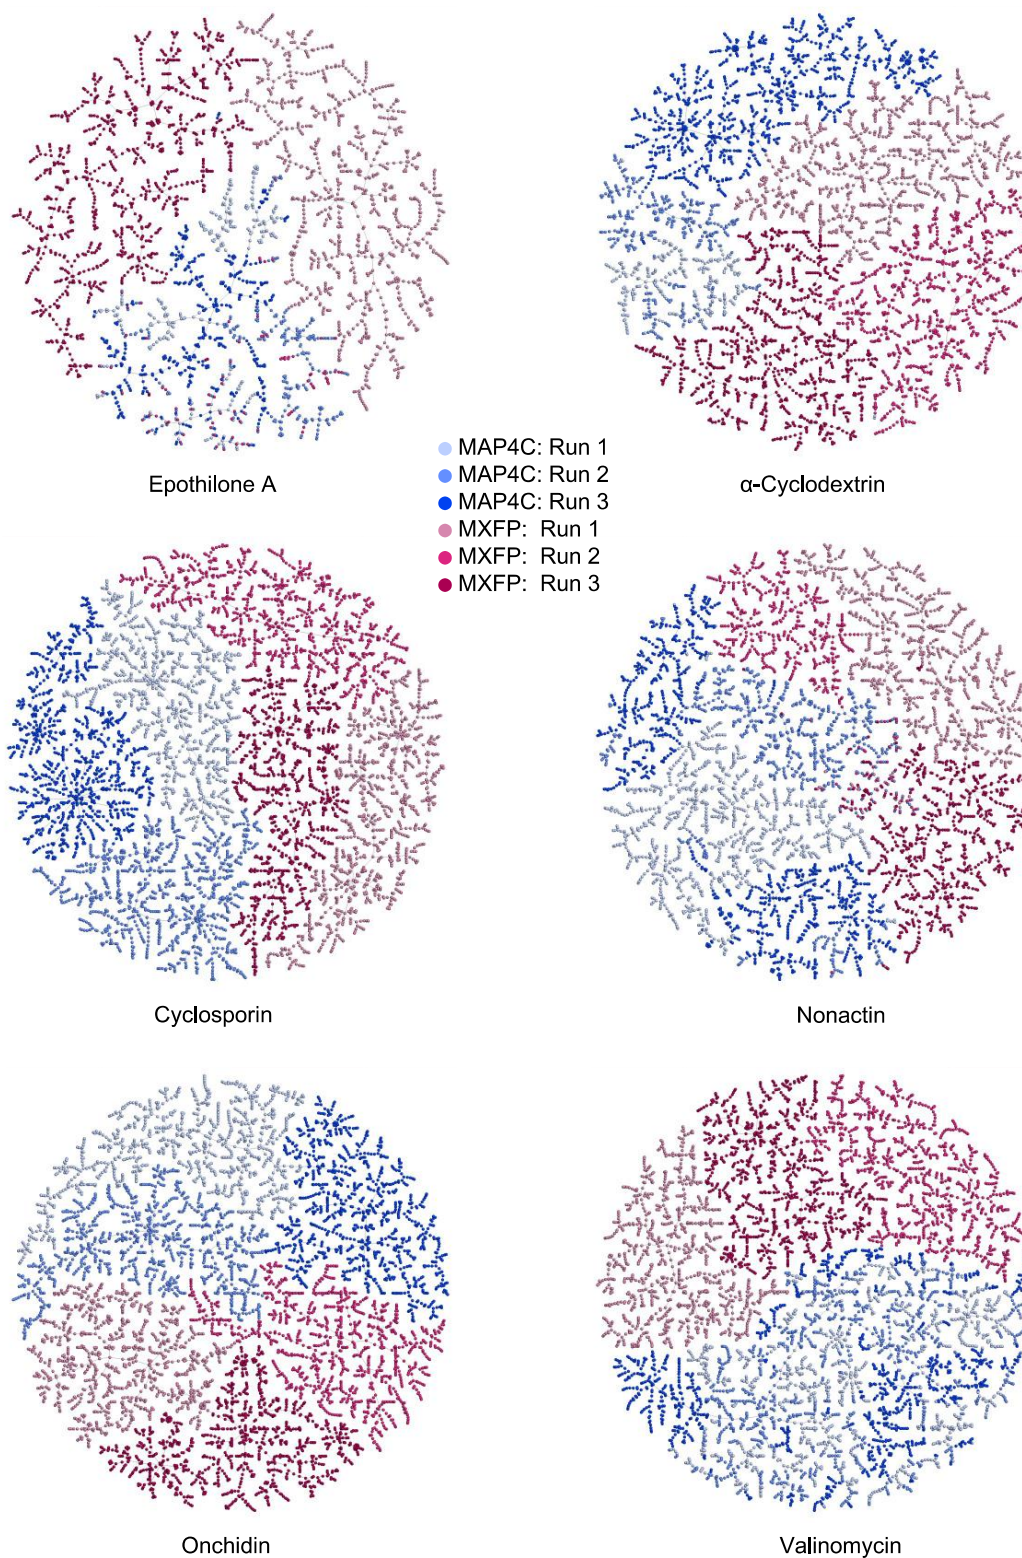 Epothilone A
α-Cyclodextrin
MAP4C: Run 1
MAP4C: Run 2
MAP4C: Run 3
MXFP: Run 1
MXFP: Run 2
MXFP: Run 3
Cyclosporin
Nonactin
Onchidin
Valinomycin